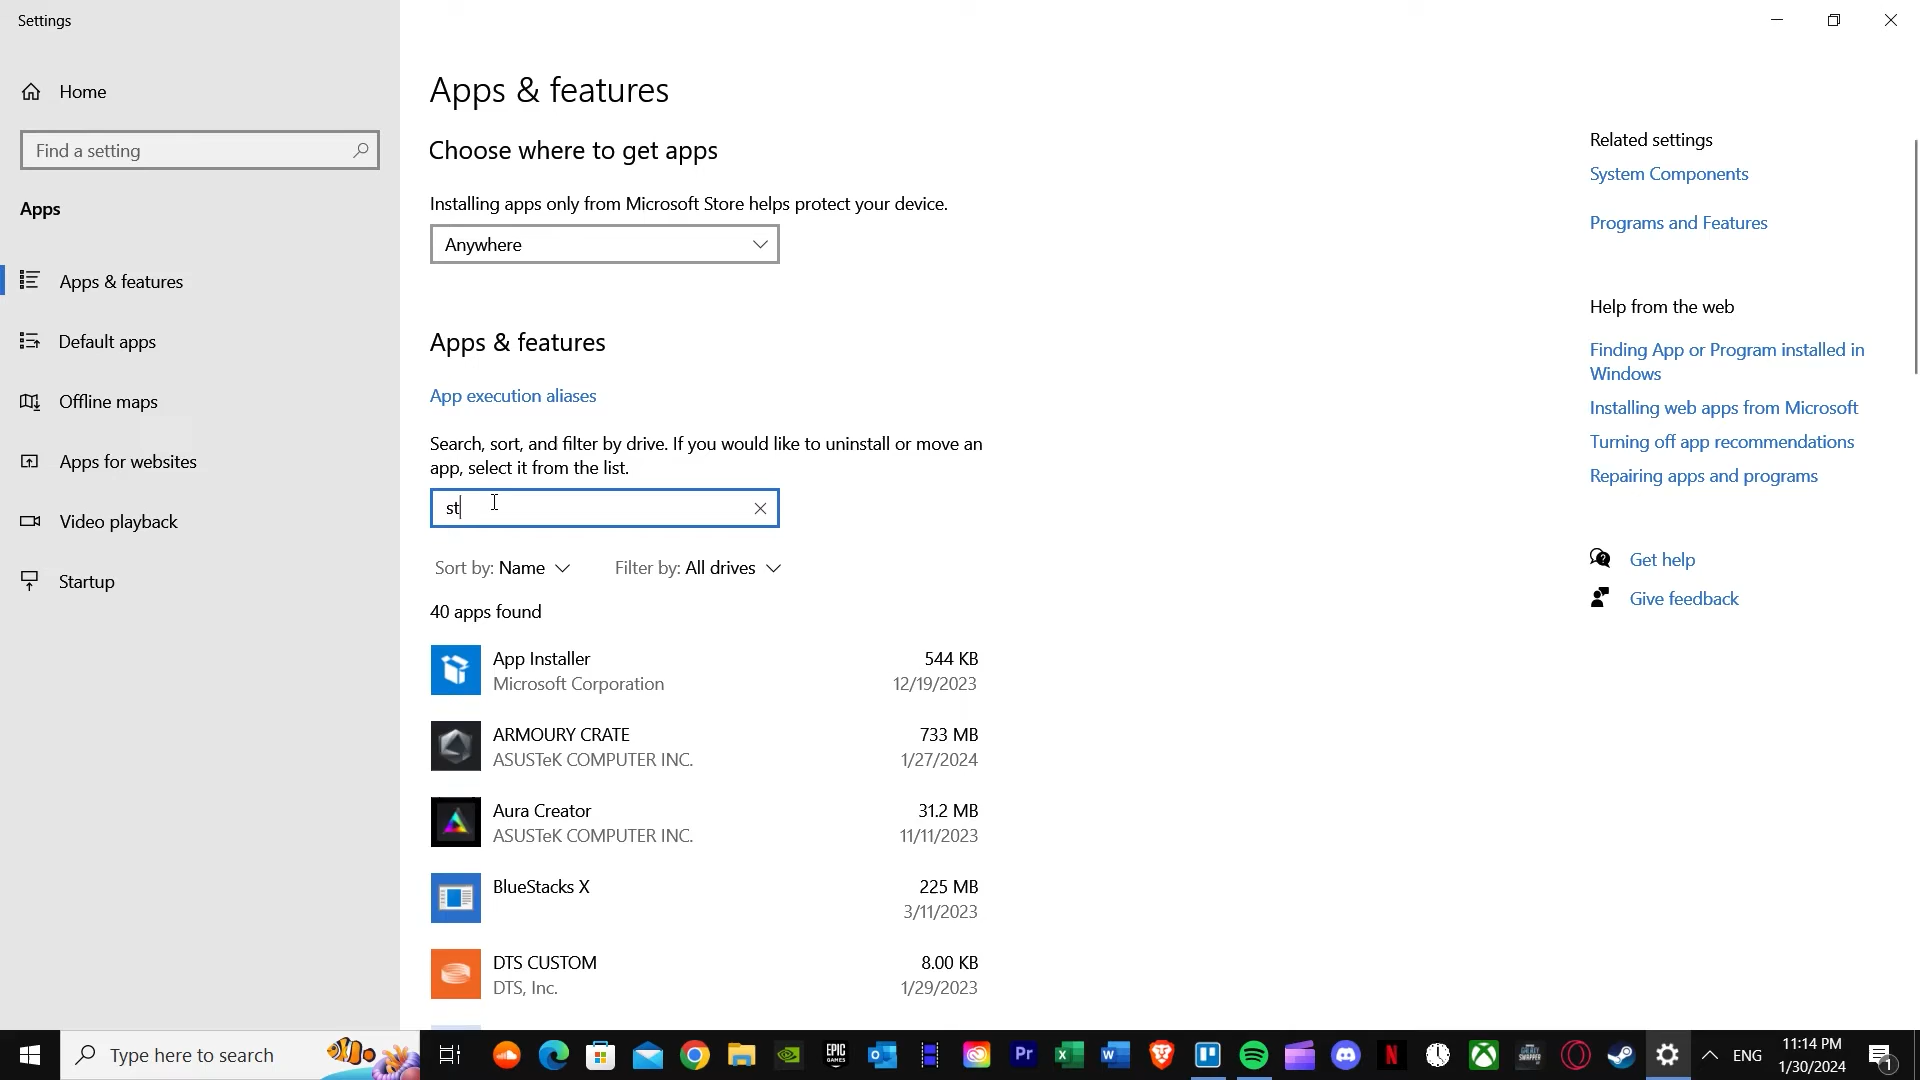 Settings
Home
Find a setting
Apps
Apps & features
Default apps
Offline maps
Apps for websites
Video playback
Startup
Apps & features
Choose where to get apps
Installing apps only from Microsoft Store helps protect your device.
Anywhere
Apps & features
App execution aliases
Search, sort, and filter by drive. If you would like to uninstall or move an
app, select it from the list.
st
Sort by: Name
Filter by: All drives
40 apps found
App Installer 544 KB
Microsoft Corporation 12/19/2023
ARMOURY CRATE 733 MB
ASUSTeK COMPUTER INC. 1/27/2024
Aura Creator 31.2 MB
ASUSTeK COMPUTER INC. 11/11/2023
BlueStacks X 225 MB
3/11/2023
DTS CUSTOM 8.00 KB
DTS, Inc. 1/29/2023
Related settings
System Components
Programs and Features
Help from the web
Finding App or Program installed in
Windows
Installing web apps from Microsoft
Turning off app recommendations
Repairing apps and programs
Get help
Give feedback
Type here to search
EPIC
GAMES
Pr
ENG
11:14 PM
1/30/2024
1